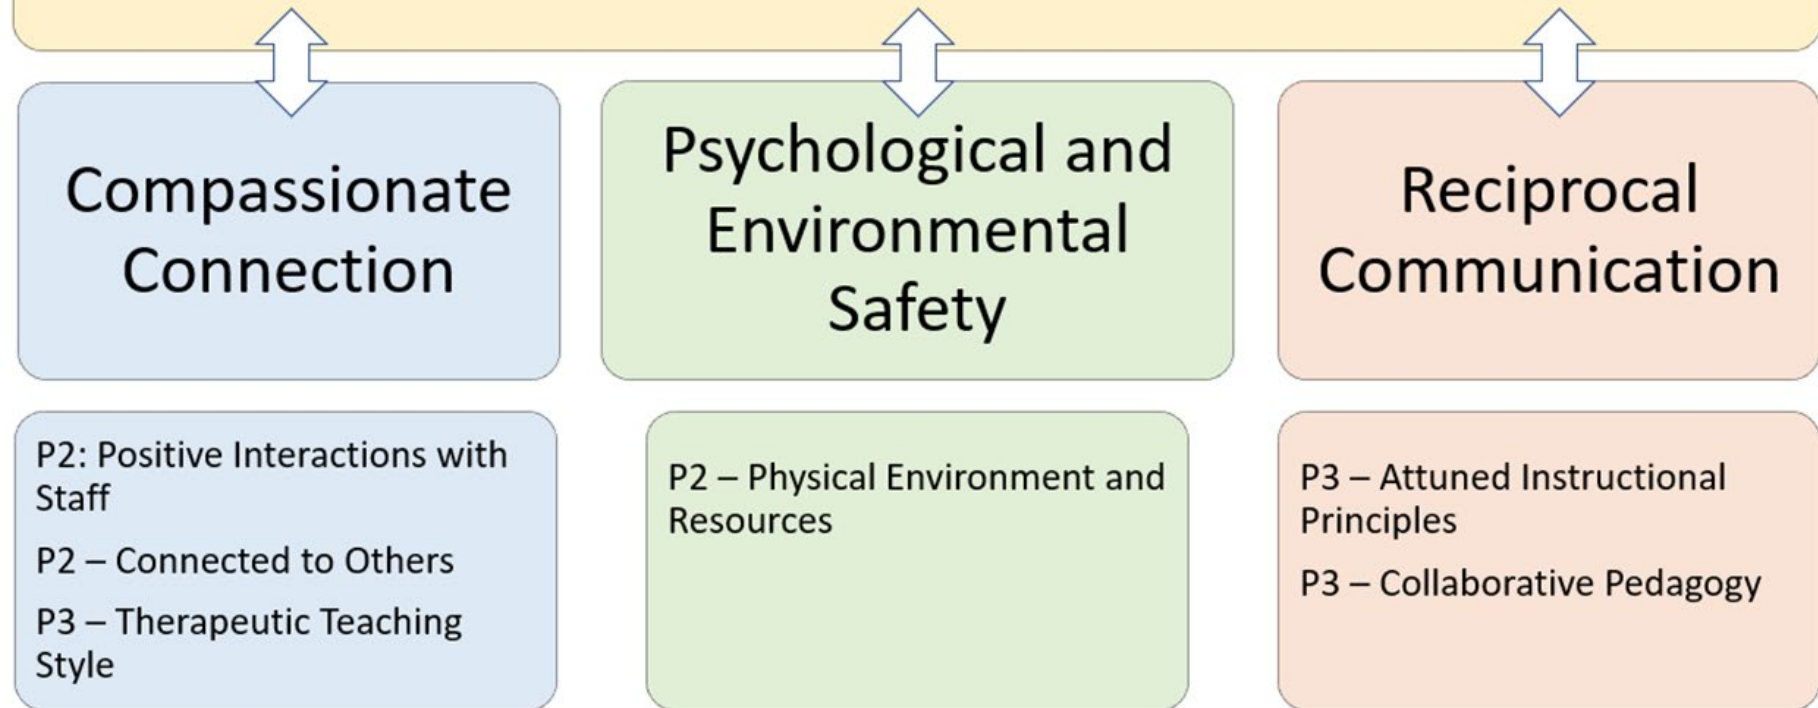 Compassionate
Connection
Psychological and
Environmental
Safety
Reciprocal
Communication
P2: Positive Interactions with
Staff
P2 – Connected to Others
P3 – Therapeutic Teaching
Style
P2 – Physical Environment and
Resources
P3 – Attuned Instructional
Principles
P3 – Collaborative Pedagogy